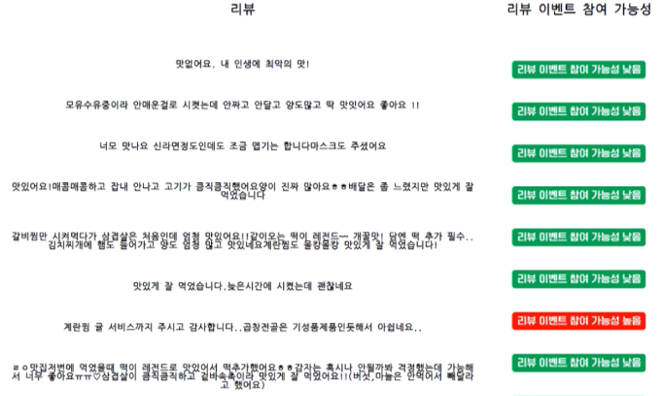 리뷰 리뷰 이벤트 참여 가능성
맛없어요. 내 인생에 최악의 맛! 리뷰 이벤트 참여 가능성 낮음
모유수유중이라 안매운걸로 시켯는데 안짜고 안달고 양도많고 딱 맛잇어요 좋아요 !! 리뷰 이벤트 참여 가능성 낮음
너모 맛나요 신라면정도인데도 조금 맵기는 합니다마스크도 주셨어요 리뷰 이벤트 참여 가능성 낮음
맛있어요!매콤매콤하고 잡내 안나고 고기가 큼직큼직했어요양이 진짜 많아요ㅎㅎ배달은 좀 느렸지만 맛있게 잘
먹었습니다 리뷰 이벤트 참여 가능성 낮음
갈비찜만 시켜먹다가 삼겹살은 처음인데 엄청 맛있어요!!같이오는 떡이 레전드ㅡ 개꿀맛! 담엔 떡 추가 필수..
김치찌개에 햄도 들어가고 양도 엄청 많고 맛있네요계란찜도 몰캉몰캉 맛있게 잘 먹었습니다! 리뷰 이벤트 참여 가능성 낮음
맛있게 잘 먹었습니다.늦은시간에 시켰는데 괜찮네요 리뷰 이벤트 참여 가능성 낮음
계란찜 귤 서비스까지 주시고 감사합니다..곱창전골은 기성품제품인듯해서 아쉽네요.. 리뷰 이벤트 참여 가능성 높음
ㄹㅇ맛집저번에 먹었을때 떡이 레전드로 맛있어서 떡추가했어요ㅎㅎ감자는 혹시나 안될까봐 걱정했는데 가능해
서 너무 좋아요ㅠㅠ♡삼겹살이 큼직큼직하고 겉바속촉이라 맛있게 잘 먹었어요!!(버섯,마늘은 안먹어서 빼달라
고 했어요) 리뷰 이벤트 참여 가능성 낮음